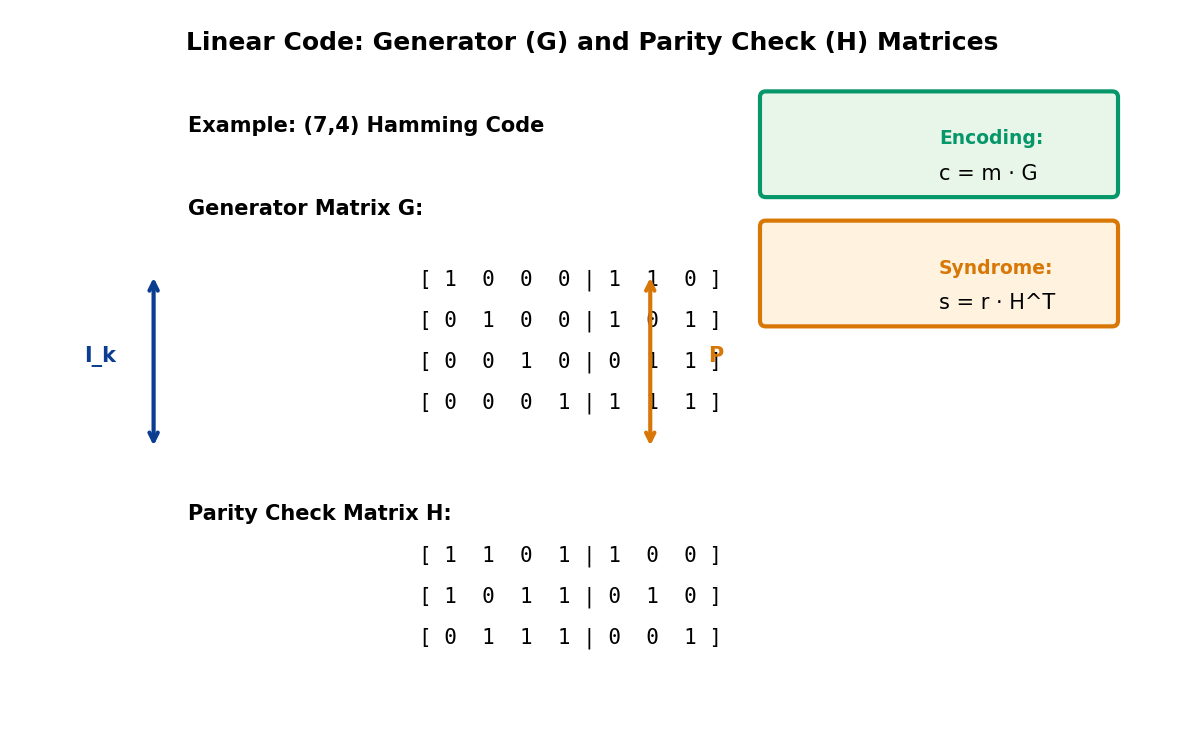 Linear Code: Generator (G) and Parity Check (H) Matrices
Example: (7,4) Hamming Code
Encoding:
c = m · G
Generator Matrix G:
Syndrome:
s = r · H^T
[ 1 0 0 0 | 1 1 0 ]
[ 0 1 0 0 | 1 0 1 ]
I_k
P
[ 0 0 1 0 | 0 1 1 ]
[ 0 0 0 1 | 1 1 1 ]
Parity Check Matrix H:
[ 1 1 0 1 | 1 0 0 ]
[ 1 0 1 1 | 0 1 0 ]
[ 0 1 1 1 | 0 0 1 ]